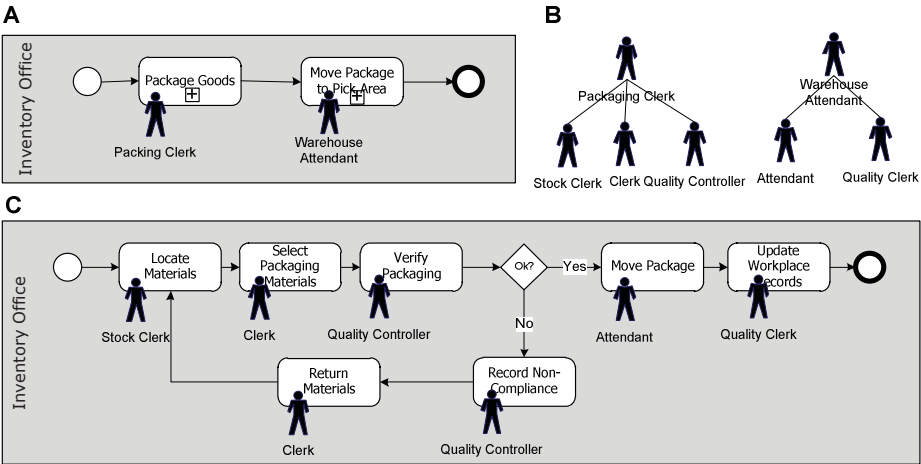 A
Inventory Office
Package Goods
Move Package
to Pick Area
Packing Clerk
Warehouse
Attendant
B
Packaging Clerk
Warehouse
Attendant
Stock Clerk
Clerk
Quality Controller
Attendant
Quality Clerk
C
Inventory Office
Locate
Materials
Select
Packaging
Materials
Verify
Packaging
Ok?
Yes
Move Package
Update
Workplace
Records
Stock Clerk
Clerk
Quality Controller
Attendant
Quality Clerk
No
Return
Materials
Record Non-
Compliance
Clerk
Quality Controller